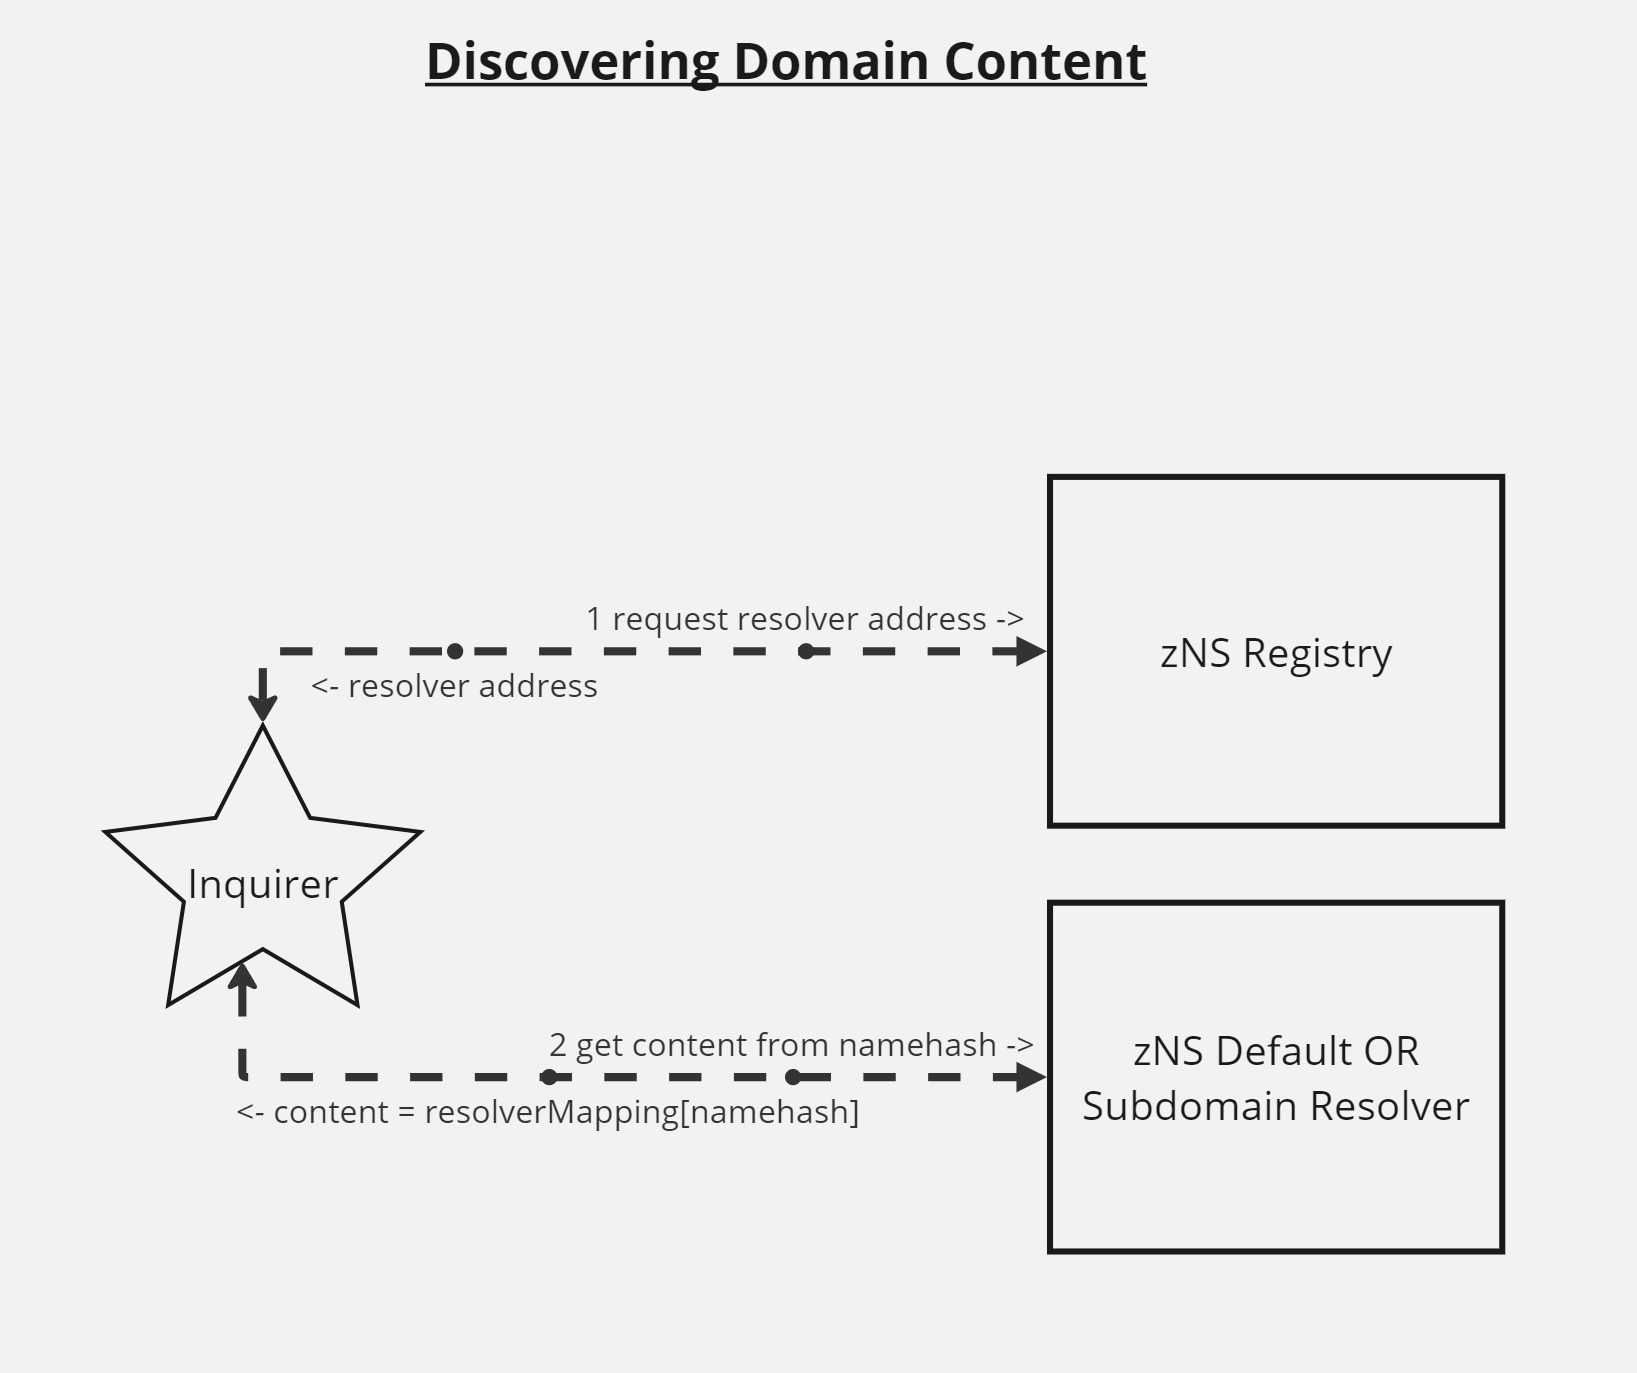 Discovering Domain Content
1 request resolver address ->
zNS Registry
<- resolver address
Inquirer
2 get content from namehash ->
zNS Default OR
Subdomain Resolver
<- content = resolverMapping[namehash]